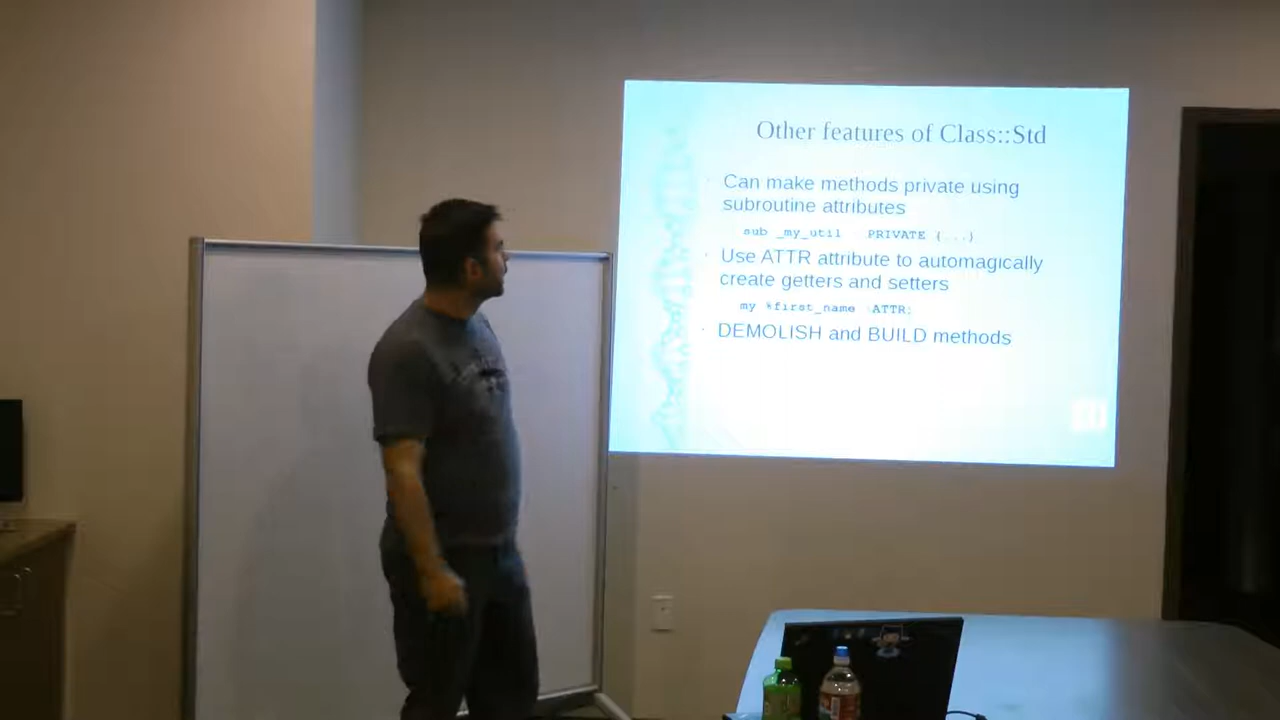 Other features of Class::Std
Can make methods private using
subroutine attributes
sub _my_util PRIVATE {...}
Use ATTR attribute to automagically
create getters and setters
my %first_name ATTR;
DEMOLISH and BUILD methods